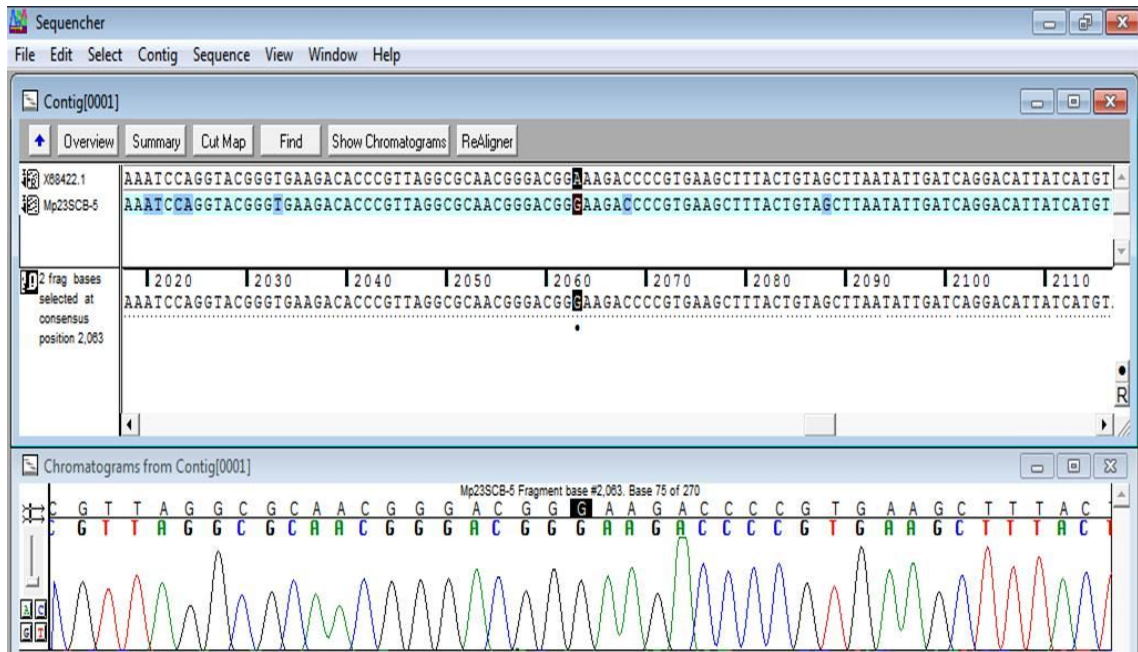 Sequencher
File Edit Select Contig Sequence View Window Help
Contig[0001]
Overview Summary Cut Map Find Show Chromatograms ReAligner
X68422.1 AAATCCAGGTACGGGTGAAGACACCCGTTAGGCGCAACGGGACGGAAAGACCCCGTGAAGCTTTACTGTAGCTTAATATTGATCAGGACATTATCATGT
Mp23SCB-5 AAATCCAGGTACGGGTGAAGACACCCGTTAGGCGCAACGGGACGGGAAGACCCCGTGAAGCTTTACTGTAGCTTAATATTGATCAGGACATTATCATGT
2 frag bases selected at consensus position 2,063
2020 2030 2040 2050 2060 2070 2080 2090 2100 2110
AAATCCAGGTACGGGTGAAGACACCCGTTAGGCGCAACGGGACGGGAAGACCCCGTGAAGCTTTACTGTAGCTTAATATTGATCAGGACATTATCATGT
R
Chromatograms from Contig[0001]
Mp23SCB-5 Fragment base #2,063. Base 75 of 270
C G T T A G G C G C A A C G G G A C G G G A A G A C C C C G T G A A G C T T T A C T
G T T A G G C G C A A C G G G A C G G G A A G A C C C C G T G A A G C T T T A C T
A C
G T